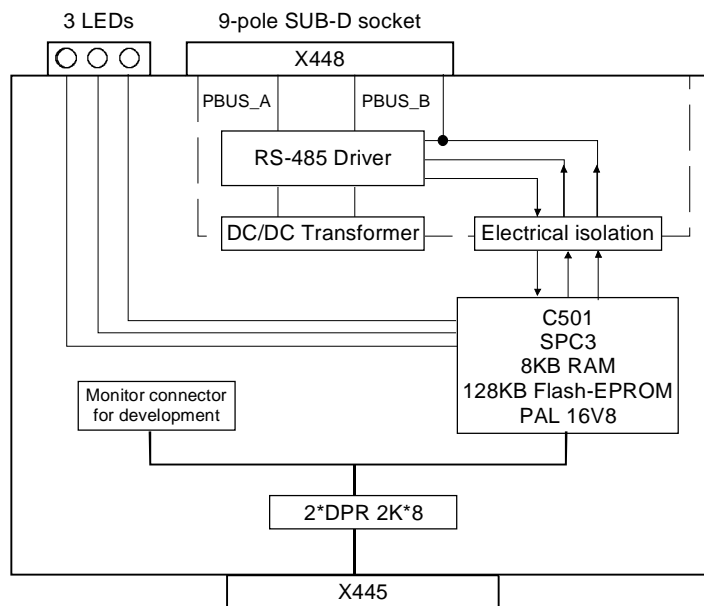 3 LEDs
9-pole SUB-D socket
X448
PBUS_A
PBUS_B
RS-485 Driver
DC/DC Transformer
Electrical isolation
C501
SPC3
8KB RAM
128KB Flash-EPROM
PAL 16V8
Monitor connector
for development
2*DPR 2K*8
X445